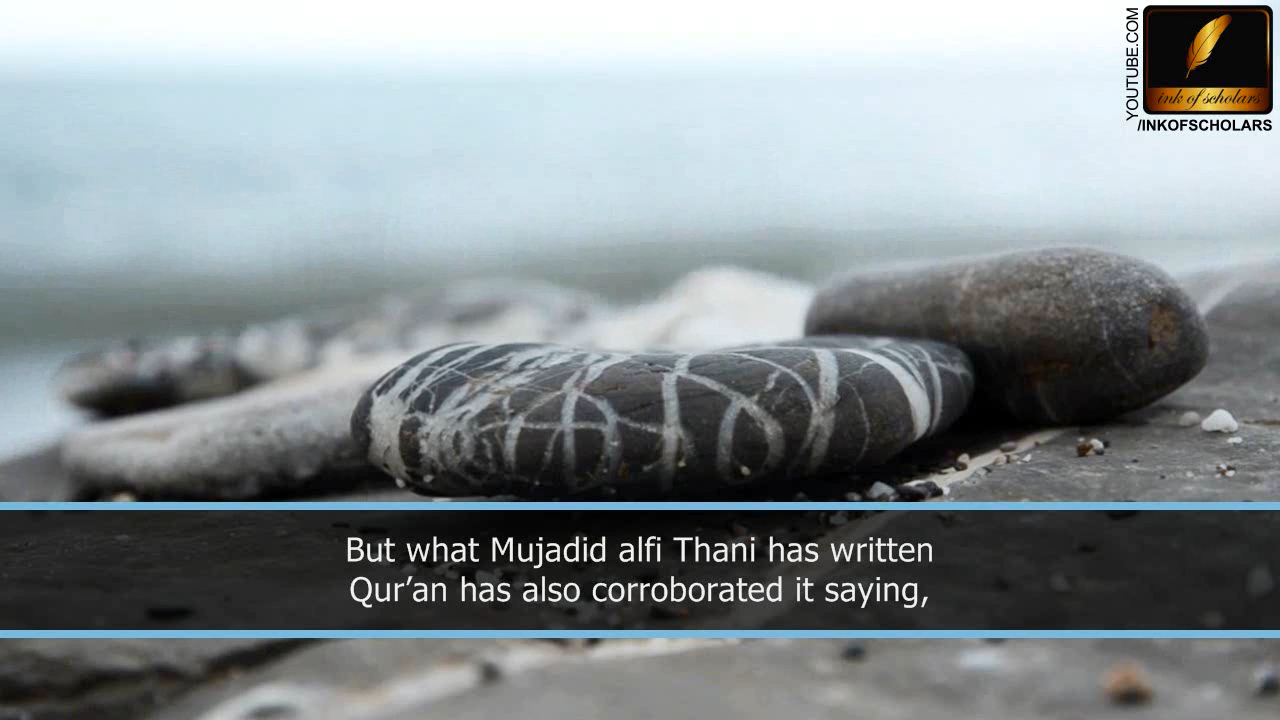 YOUTUBE.COM
ink of scholars
/INKOFSCHOLARS
But what Mujadid alfi Thani has written
Qur’an has also corroborated it saying,